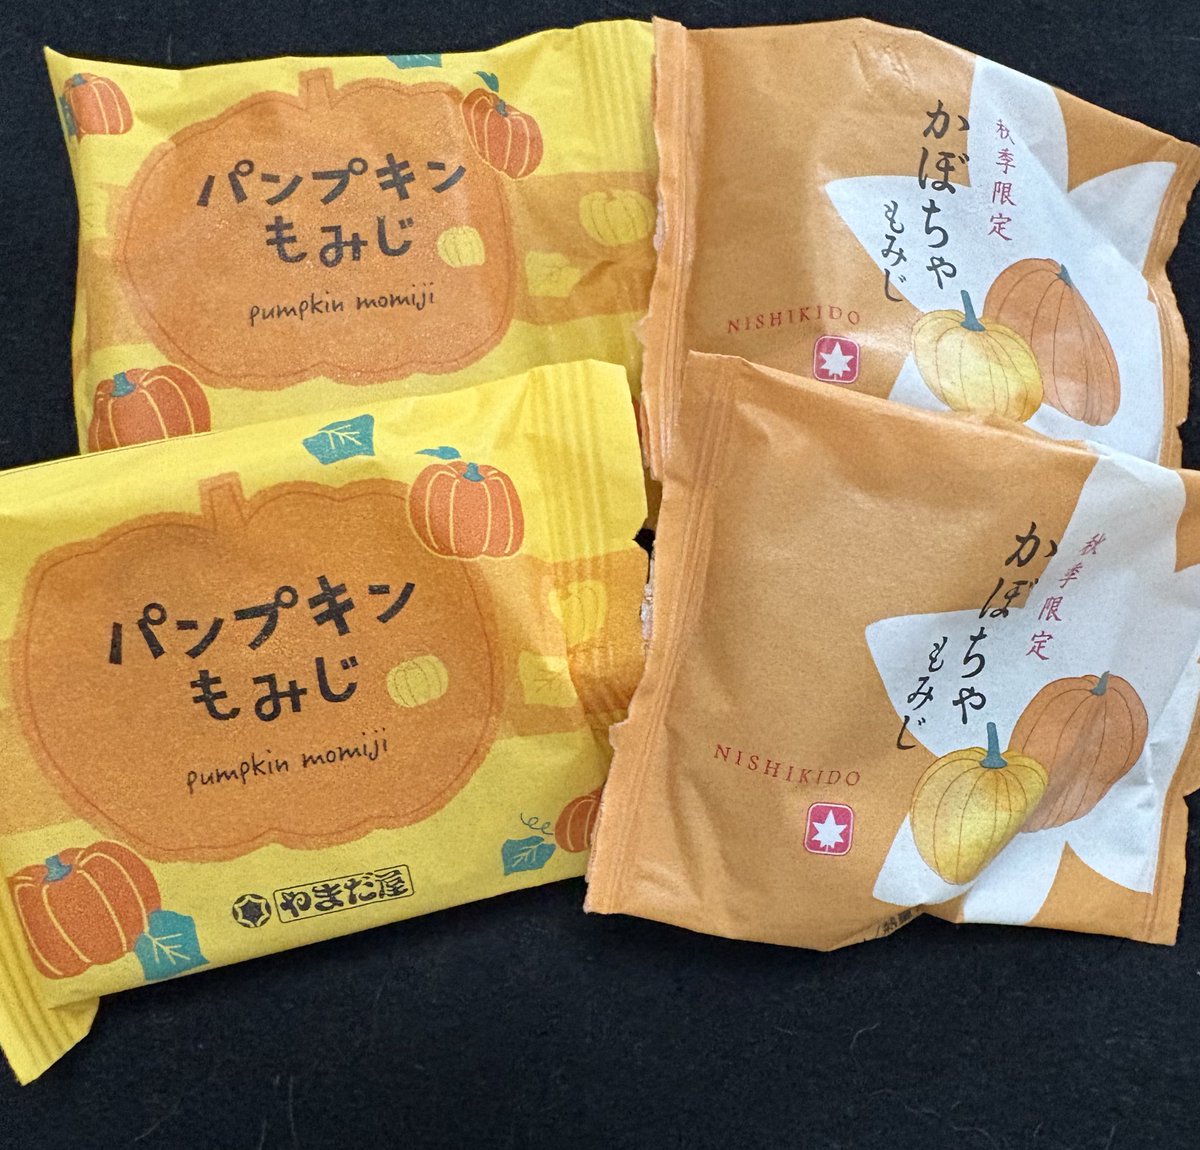 パンプキン
もみじ
pumpkin momiji
秋季限定
かぼちゃ
もみじ
NISHIKIDO
パンプキン
もみじ
pumpkin momiji
やまだ屋
秋季限定
かぼちゃ
もみじ
NISHIKIDO